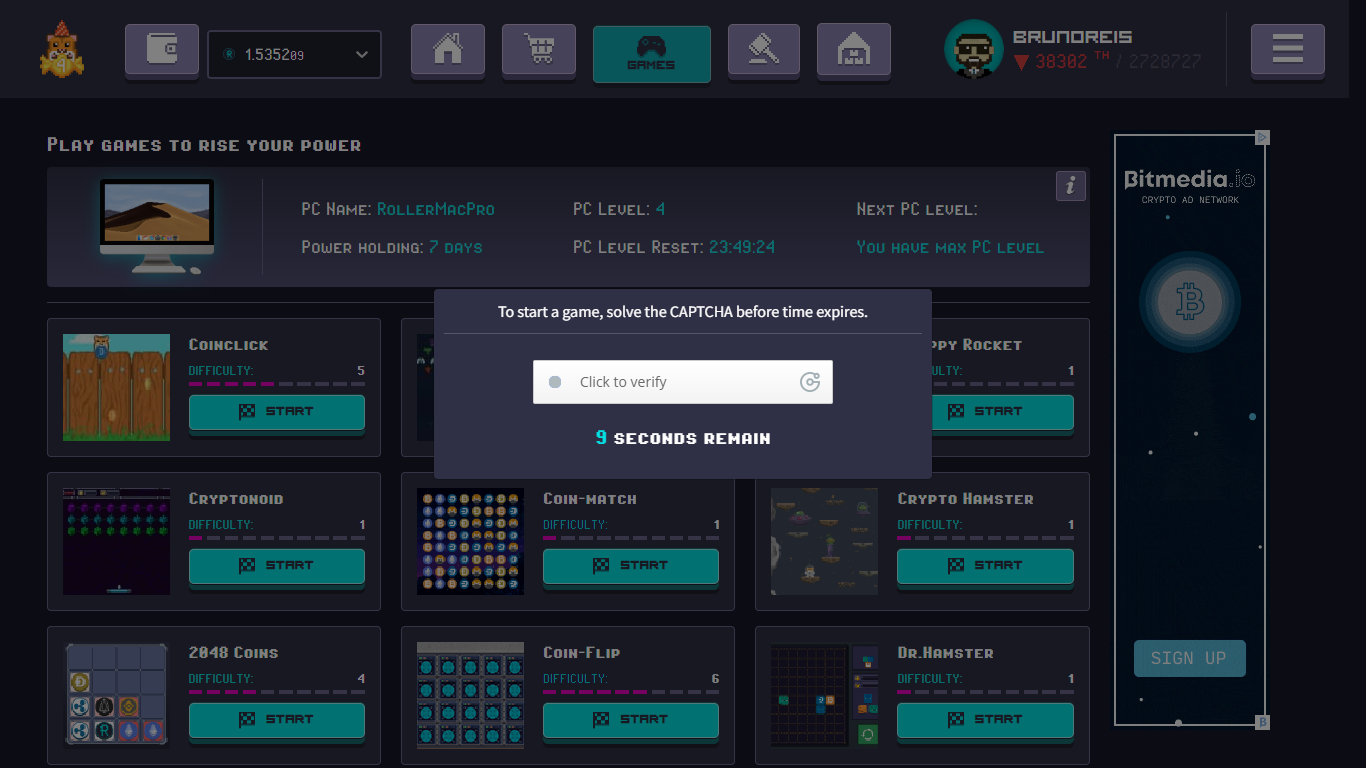 1.535209
GAMES
BRUNOREIS
38302 TH / 2728727
Play games to rise your power
PC Name: RollerMacPro
PC Level: 4
Next PC level:
Power holding: 7 days
PC Level Reset: 23:49:24
You have max PC level
i
Bitmedia.io
CRYPTO AD NETWORK
To start a game, solve the CAPTCHA before time expires.
Click to verify
9 seconds remain
Coinclick
Difficulty: 5
START
ppy Rocket
ulty: 1
START
Cryptonoid
Difficulty: 1
START
Coin-match
Difficulty: 1
START
Crypto Hamster
Difficulty: 1
START
2048 Coins
Difficulty: 4
START
Coin-Flip
Difficulty: 6
START
Dr.Hamster
Difficulty: 1
START
SIGN UP